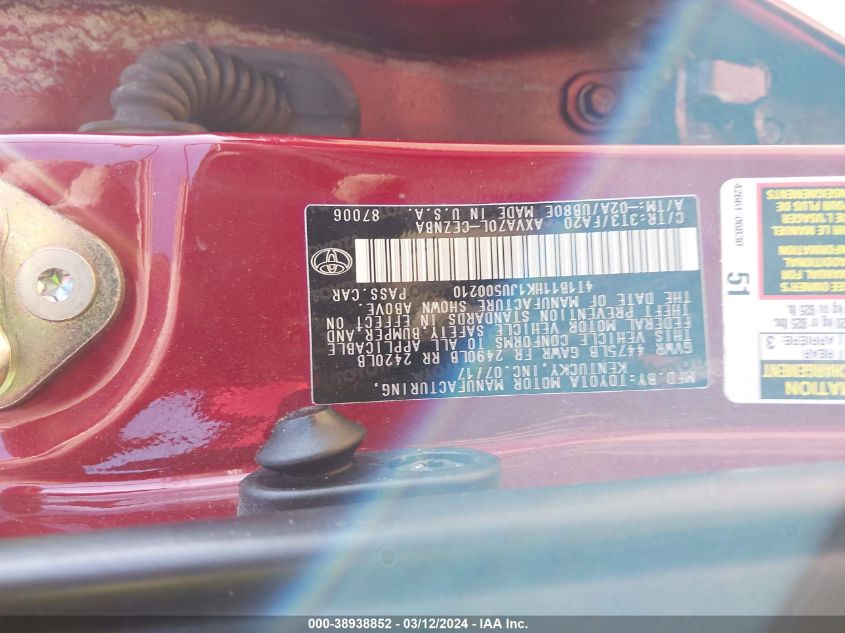 MFD.BY:TOYOTA MOTOR MANUFACTURING,
KENTUCKY,INC.07/17
GVWR 4475LB GAWR FR 2490LB RR 2420LB
THIS VEHICLE CONFORMS TO ALL APPLICABLE
FEDERAL MOTOR VEHICLE SAFETY,BUMPER,AND
THEFT PREVENTION STANDARDS IN EFFECT ON
THE DATE OF MANUFACTURE SHOWN ABOVE.
4T1B11HK1JU500210 PASS.CAR
AXVA70L-CEZNBA MADE IN U.S.A.
C/TR:3T3/FA20 87006
A/TM:-02A/UB80E
51
000-38938852 - 03/12/2024 - IAA Inc.